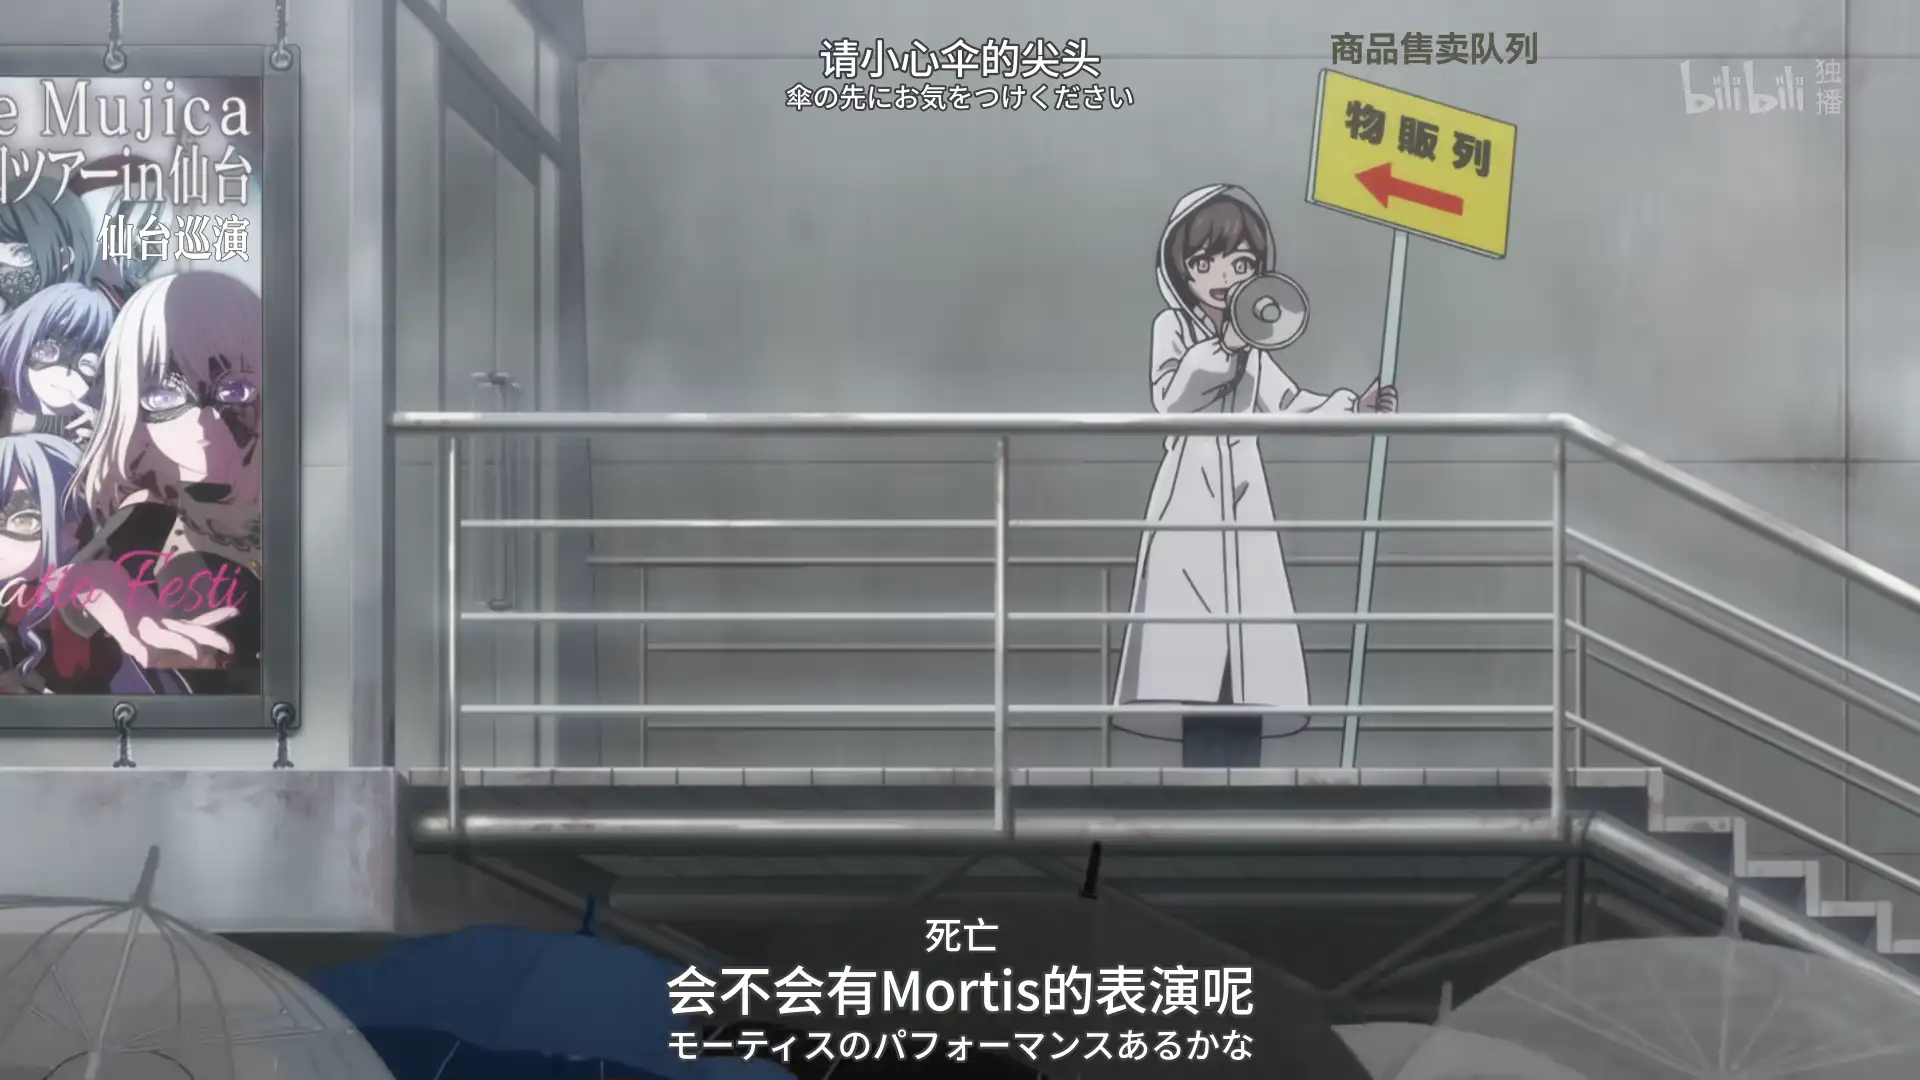 请小心伞的尖头
傘の先にお気をつけください
商品售卖队列
bilibili 独播
物販列
e Mujica
ツアーin仙台
仙台巡演
Festi
死亡
会不会有Mortis的表演呢
モーティスのパフォーマンスあるかな